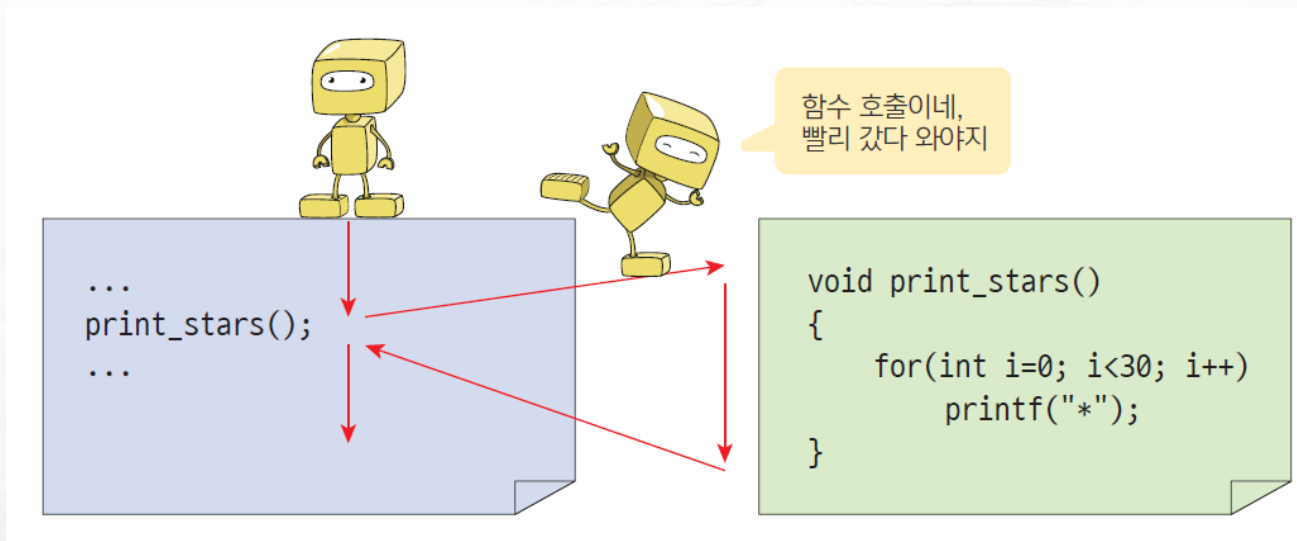 함수 호출이네,
빨리 갔다 와야지
...
print_stars();
...
void print_stars()
{
    for(int i=0; i<30; i++)
        printf("*");
}